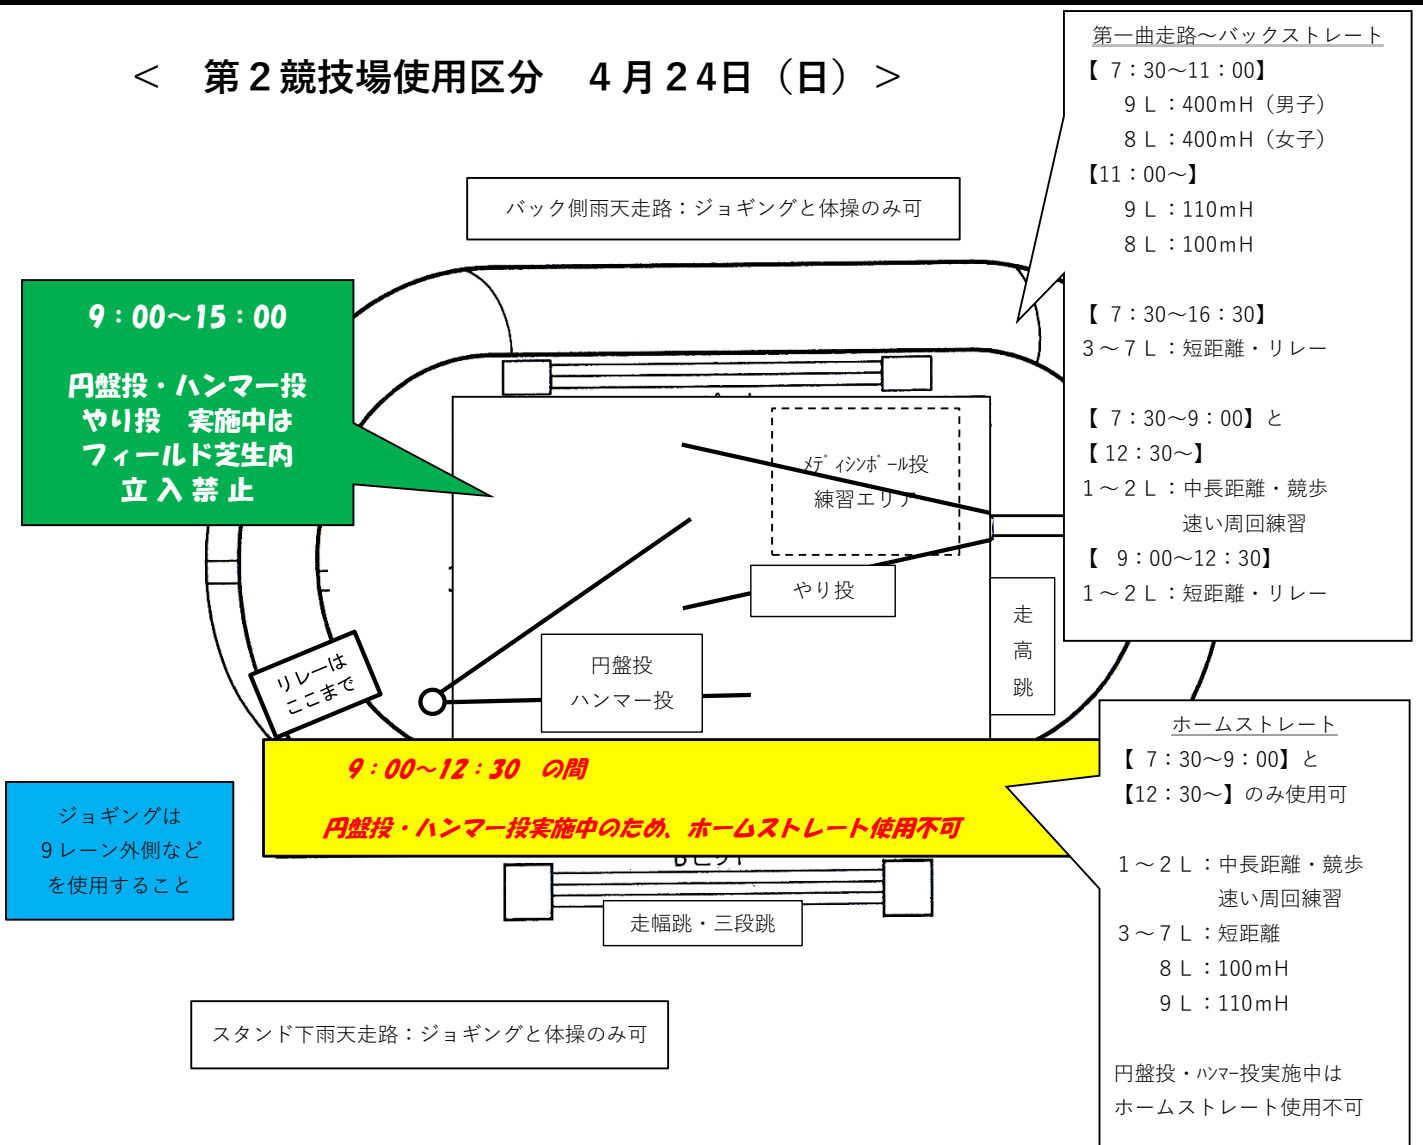 ＜　第２競技場使用区分　４月２4日（日）＞
第一曲走路～バックストレート
【 7：30～11：00】
９Ｌ：400ｍH（男子）
８Ｌ：400ｍH（女子）
【11：00～】
９Ｌ：110ｍH
８Ｌ：100ｍH
【 7：30～16：30】
３～７Ｌ：短距離・リレー
【 7：30～9：00】と
【 12：30～】
１～２Ｌ：中長距離・競歩
速い周回練習
【　9：00～12：30】
１～２Ｌ：短距離・リレー
バック側雨天走路：ジョギングと体操のみ可
9：00～15：00
円盤投・ハンマー投
やり投　実施中は
フィールド芝生内
立 入 禁 止
ﾒﾃﾞｨｼﾝﾎﾞｰﾙ投
練習エリア
やり投
走
高
跳
円盤投
ハンマー投
リレーは
ここまで
9：00～12：30　の間
円盤投・ハンマー投実施中のため、ホームストレート使用不可
ジョギングは
９レーン外側など
を使用すること
Bピット
走幅跳・三段跳
スタンド下雨天走路：ジョギングと体操のみ可
ホームストレート
【 7：30～9：00】と
【12：30～】のみ使用可
１～２Ｌ：中長距離・競歩
速い周回練習
３～７Ｌ：短距離
８Ｌ：100ｍH
９Ｌ：110ｍH
円盤投・ﾊﾝﾏｰ投実施中は
ホームストレート使用不可